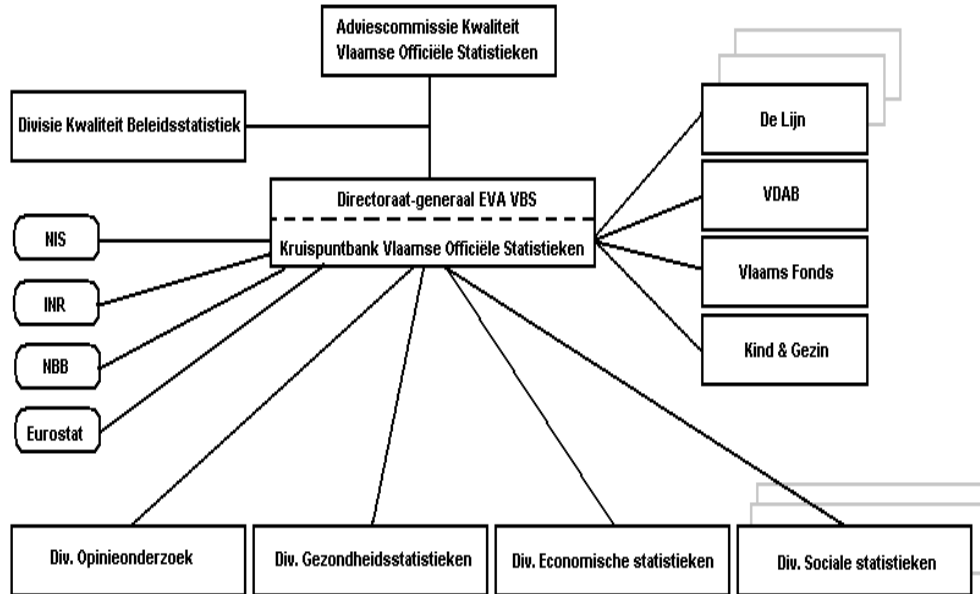 Adviescommissie Kwaliteit
Vlaamse Officiële Statistieken
Divisie Kwaliteit Beleidsstatistiek
De Lijn
Directoraat-generaal EVA VBS
VDAB
NIS
Kruispuntbank Vlaamse Officiële Statistieken
Vlaams Fonds
INR
Kind & Gezin
NBB
Eurostat
Div. Opinieonderzoek
Div. Gezondheidsstatistieken
Div. Economische statistieken
Div. Sociale statistieken